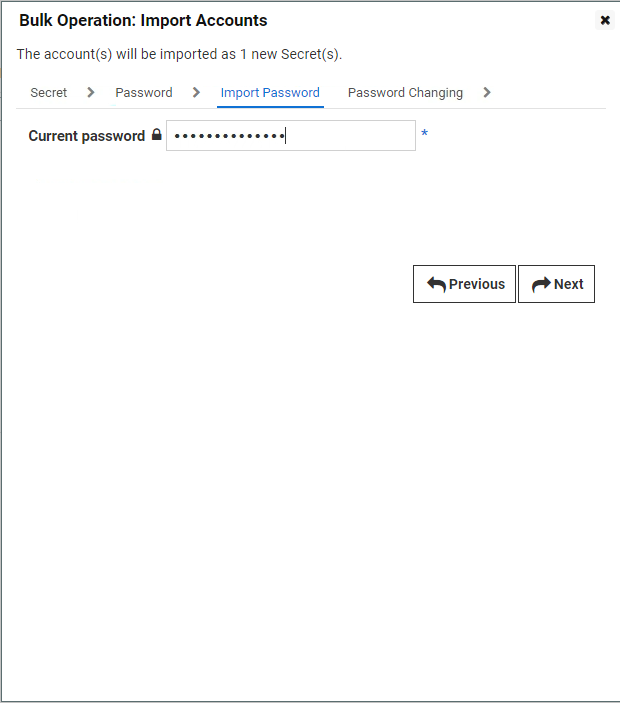 Bulk Operation: Import Accounts
The account(s) will be imported as 1 new Secret(s).
Secret > Password > Import Password Password Changing >
Current password •••••••••••••• *
Previous Next